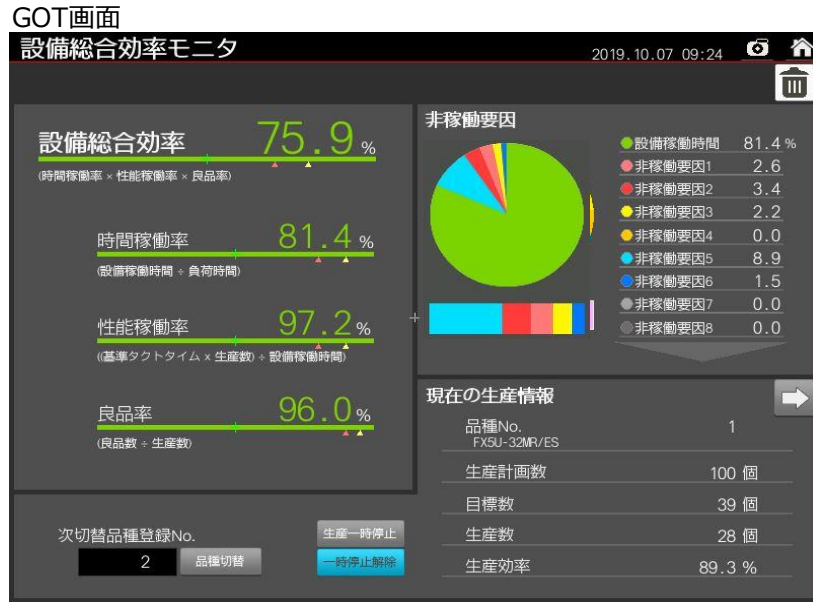 GOT画面
設備総合効率モニタ
2019.10.07 09:24
設備総合効率 75.9 %
(時間稼働率 × 性能稼働率 × 良品率)
時間稼働率 81.4 %
(設備稼働時間 ÷ 負荷時間)
性能稼働率 97.2 %
((基準タクトタイム x 生産数) ÷ 設備稼働時間)
良品率 96.0 %
(良品数 ÷ 生産数)
次切替品種登録No.
2 品種切替
生産一時停止
一時停止解除
非稼働要因
設備稼働時間 81.4 %
非稼働要因1 2.6
非稼働要因2 3.4
非稼働要因3 2.2
非稼働要因4 0.0
非稼働要因5 8.9
非稼働要因6 1.5
非稼働要因7 0.0
非稼働要因8 0.0
現在の生産情報
品種No. 1
FX5U-32MR/ES
生産計画数 100 個
目標数 39 個
生産数 28 個
生産効率 89.3 %